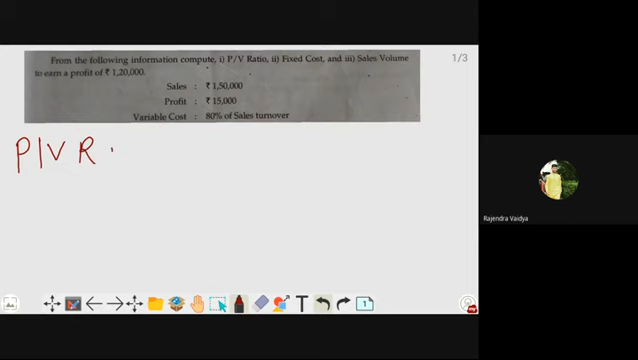 From the following information compute, i) P/V Ratio, ii) Fixed Cost, and iii) Sales Volume
to earn a profit of ₹ 1,20,000.
Sales : ₹ 1,50,000
Profit : ₹ 15,000
Variable Cost : 80% of Sales turnover
1/3
P/V R
Rajendra Vaidya
T
1